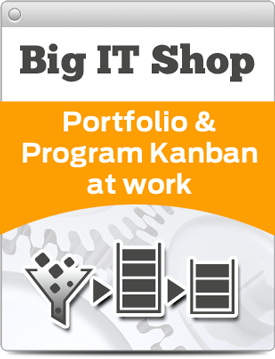 Big IT Shop
Portfolio &
Program Kanban
at work